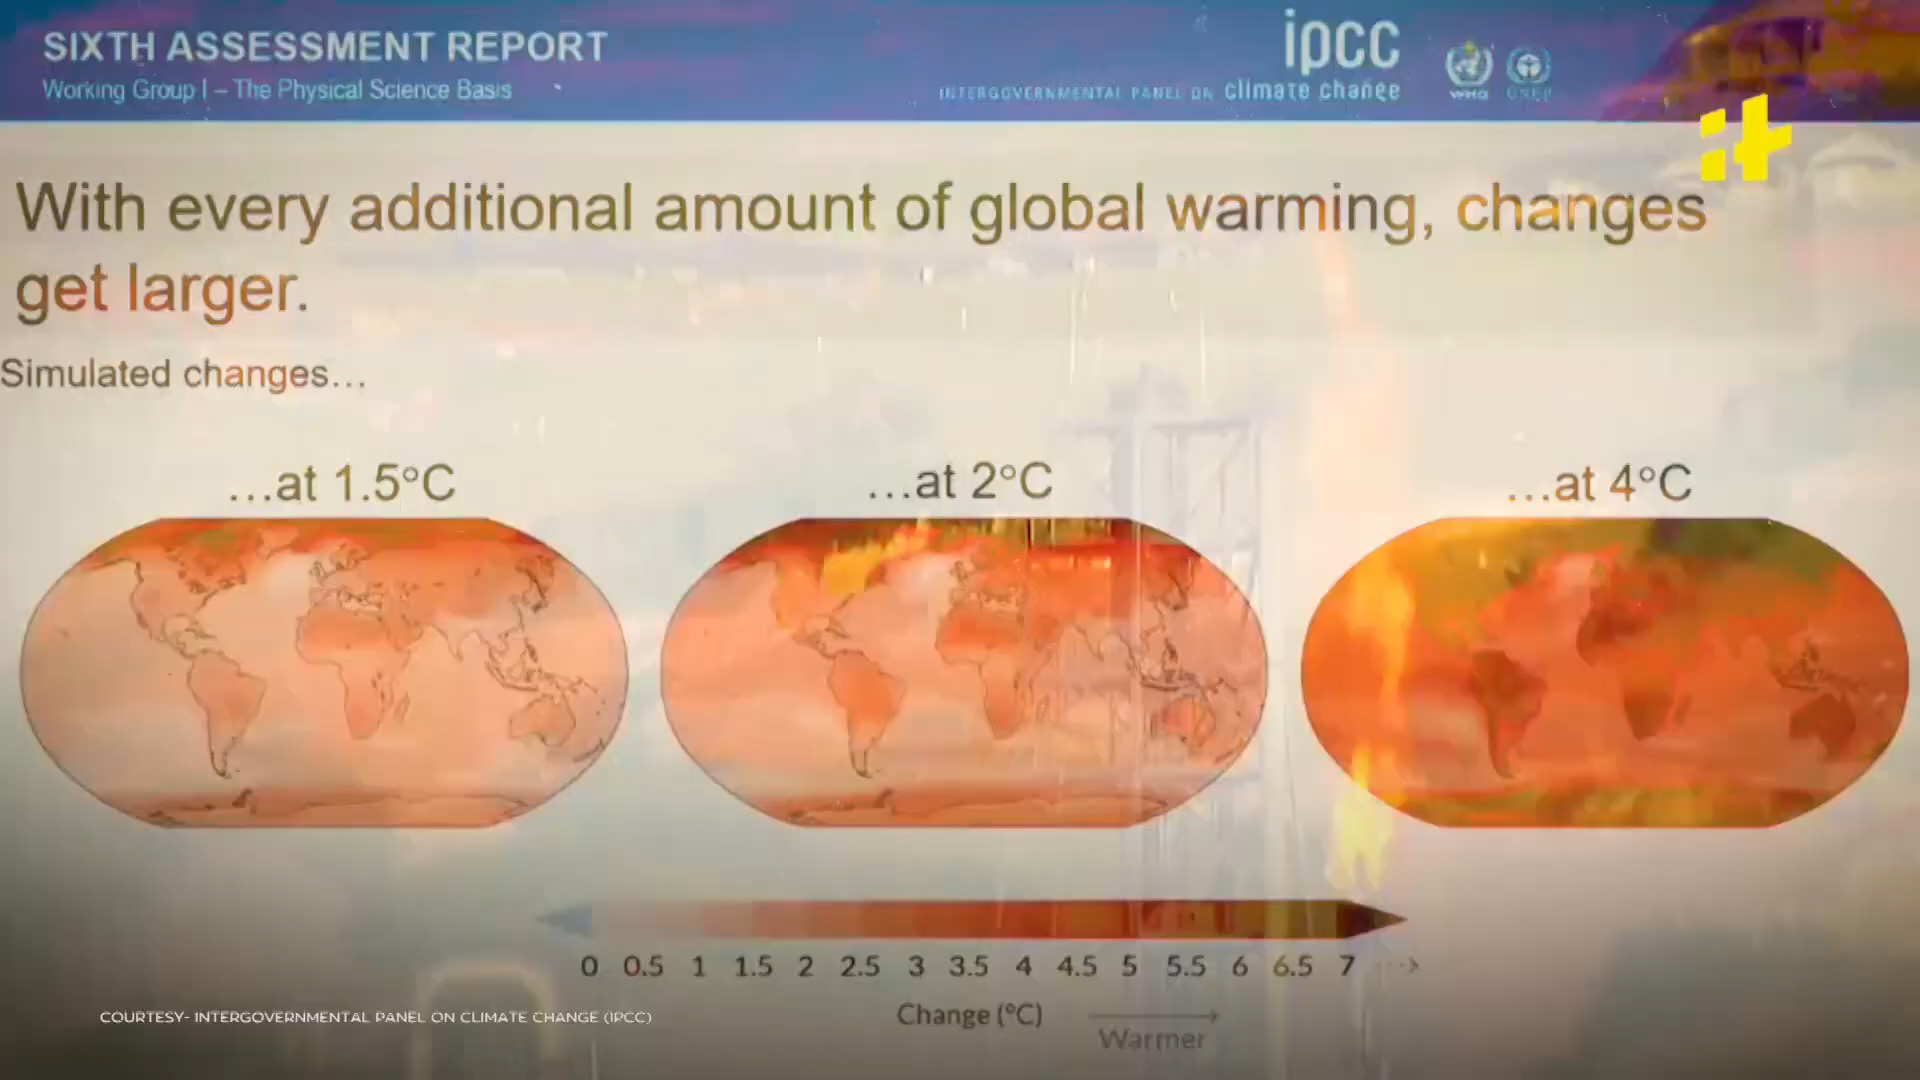 SIXTH ASSESSMENT REPORT
Working Group I – The Physical Science Basis
ipcc
INTERGOVERNMENTAL PANEL ON climate change
WMO UNEP
With every additional amount of global warming, changes
get larger.
Simulated changes...
...at 1.5°C
...at 2°C
...at 4°C
0 0.5 1 1.5 2 2.5 3 3.5 4 4.5 5 5.5 6 6.5 7
Change (°C)
Warmer
COURTESY- INTERGOVERNMENTAL PANEL ON CLIMATE CHANGE (IPCC)